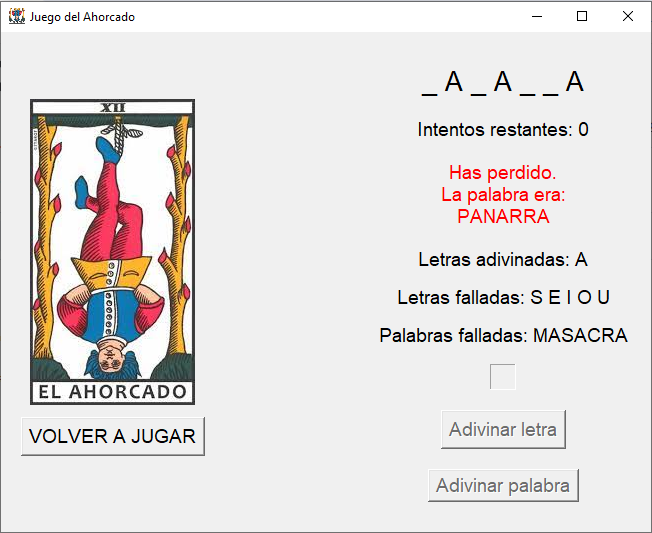 Juego del Ahorcado
_ A _ A _ _ A
Intentos restantes: 0
Has perdido.
La palabra era:
PANARRA
Letras adivinadas: A
Letras falladas: S E I O U
Palabras falladas: MASACRA
Adivinar letra
Adivinar palabra
XII
EL AHORCADO
VOLVER A JUGAR